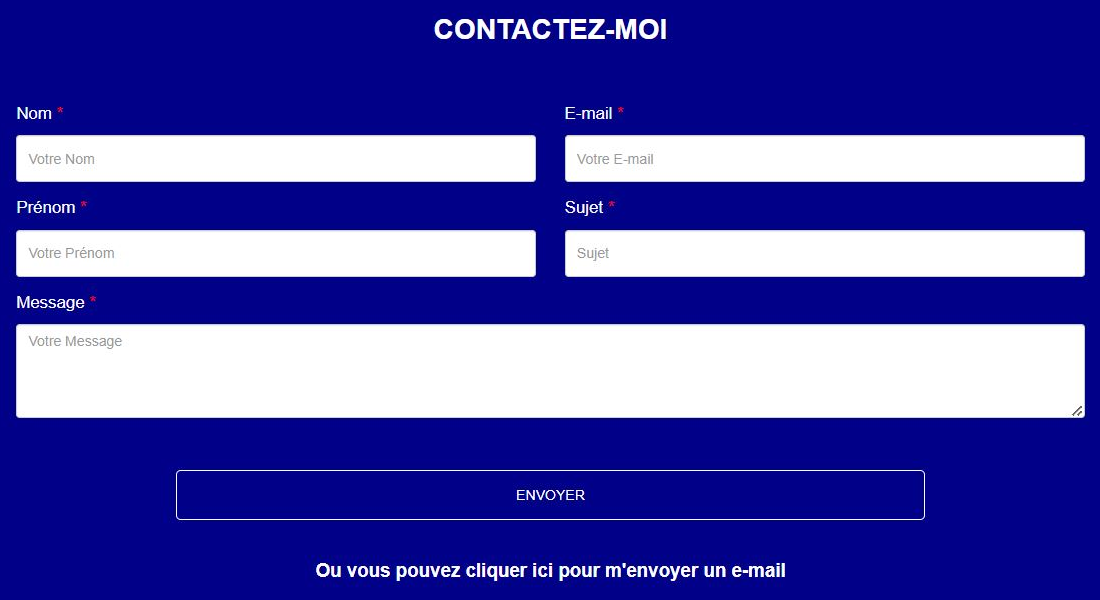 CONTACTEZ-MOI
Nom *
E-mail *
Votre Nom
Votre E-mail
Prénom *
Sujet *
Votre Prénom
Sujet
Message *
Votre Message
ENVOYER
Ou vous pouvez cliquer ici pour m'envoyer un e-mail